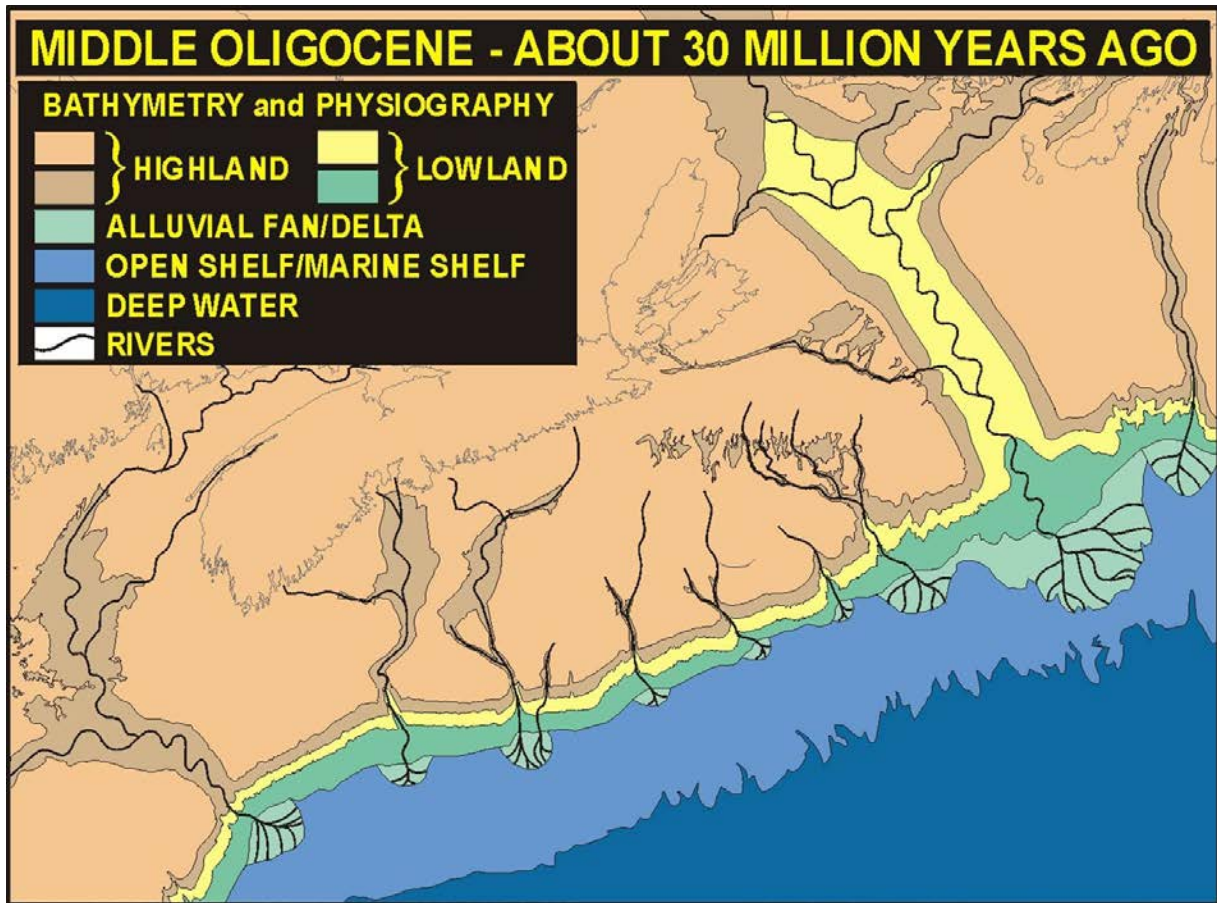 MIDDLE OLIGOCENE - ABOUT 30 MILLION YEARS AGO
BATHYMETRY and PHYSIOGRAPHY
HIGHLAND
LOWLAND
ALLUVIAL FAN/DELTA
OPEN SHELF/MARINE SHELF
DEEP WATER
RIVERS